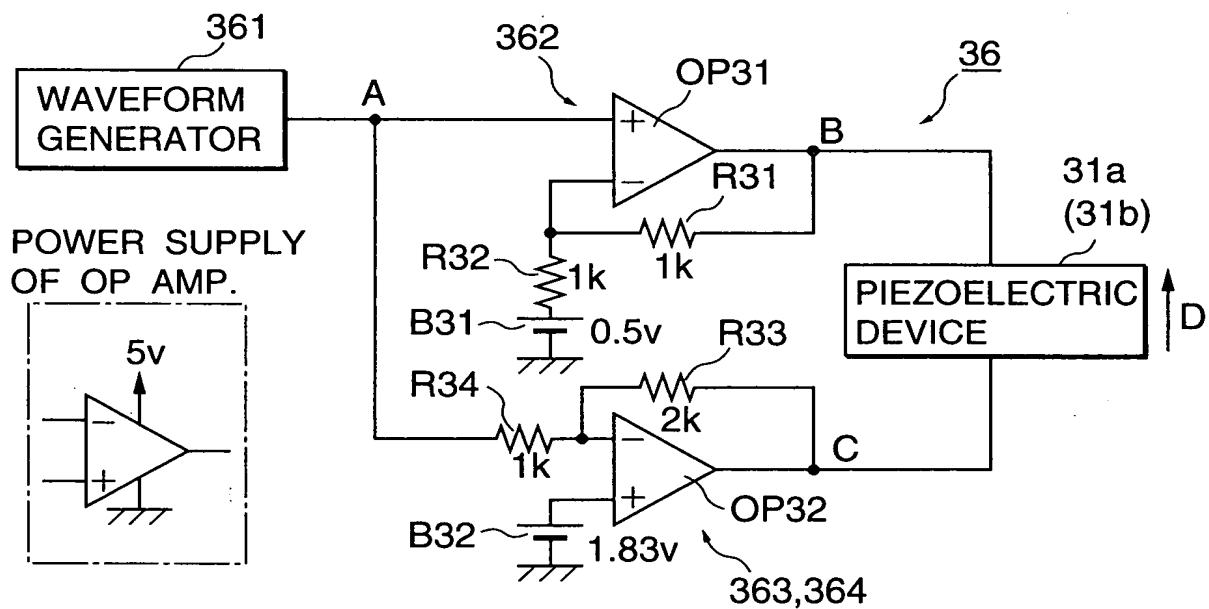 361
362
36
OP31
WAVEFORM
GENERATOR
A
+
B
−
R31
31a
(31b)
POWER SUPPLY
OF OP AMP.
R32
1k
1k
PIEZOELECTRIC
DEVICE
D
B31
0.5v
R33
5v
R34
2k
−
1k
−
C
+
+
OP32
B32
1.83v
363,364